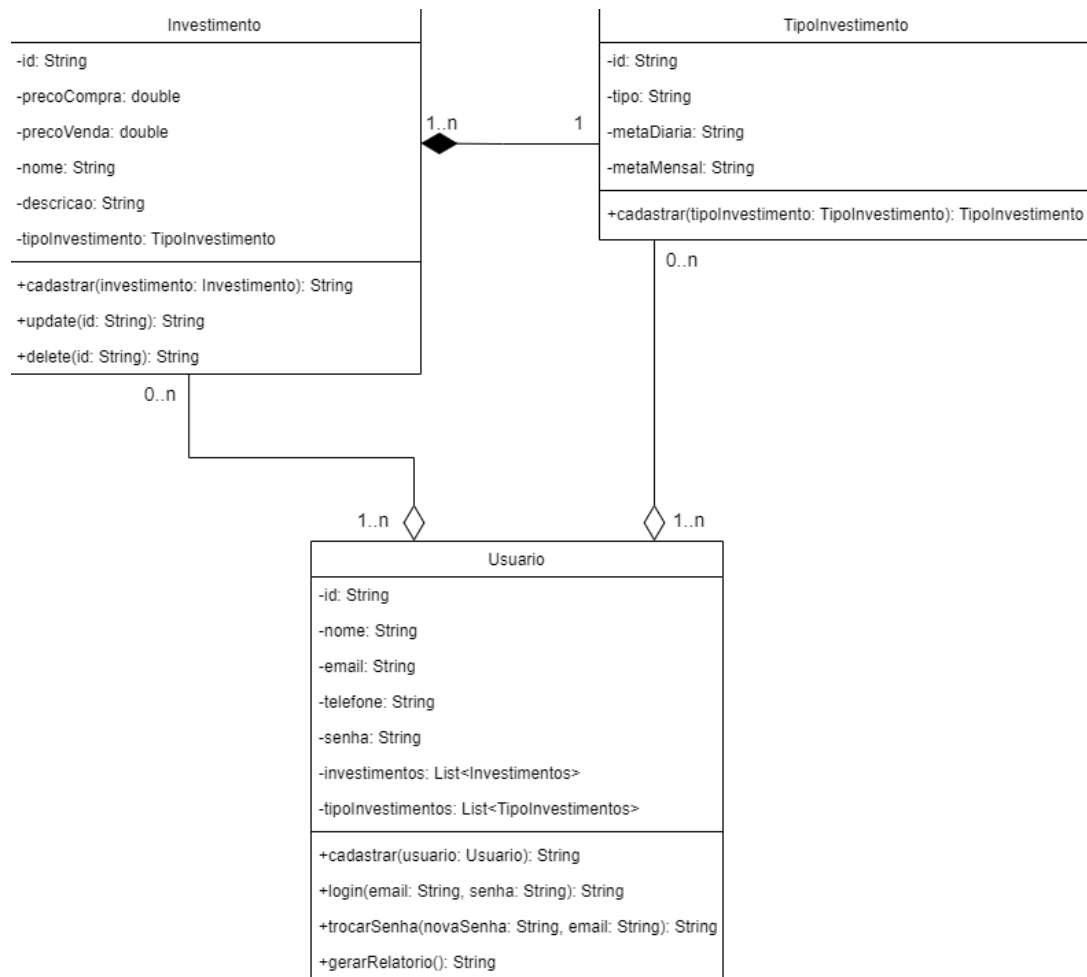 Investimento
-id: String
-precoCompra: double
-precoVenda: double
-nome: String
-descricao: String
-tipoInvestimento: TipoInvestimento
+cadastrar(investimento: Investimento): String
+update(id: String): String
+delete(id: String): String
1..n
1
TipoInvestimento
-id: String
-tipo: String
-metaDiaria: String
-metaMensal: String
+cadastrar(tipoInvestimento: TipoInvestimento): TipoInvestimento
0..n
0..n
1..n
1..n
Usuario
-id: String
-nome: String
-email: String
-telefone: String
-senha: String
-investimentos: List<Investimentos>
-tipoInvestimentos: List<TipoInvestimentos>
+cadastrar(usuario: Usuario): String
+login(email: String, senha: String): String
+trocarSenha(novaSenha: String, email: String): String
+gerarRelatorio(): String